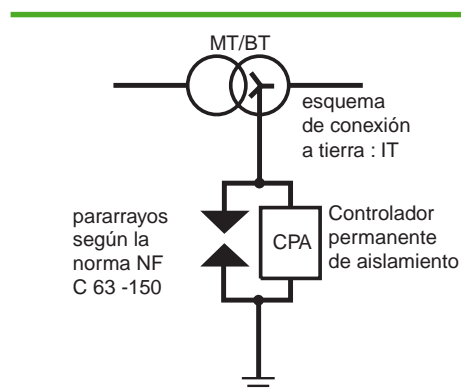 MT/BT
esquema
de conexión
a tierra : IT
pararrayos
según la
norma NF
C 63 -150
CPA
Controlador
permanente
de aislamiento